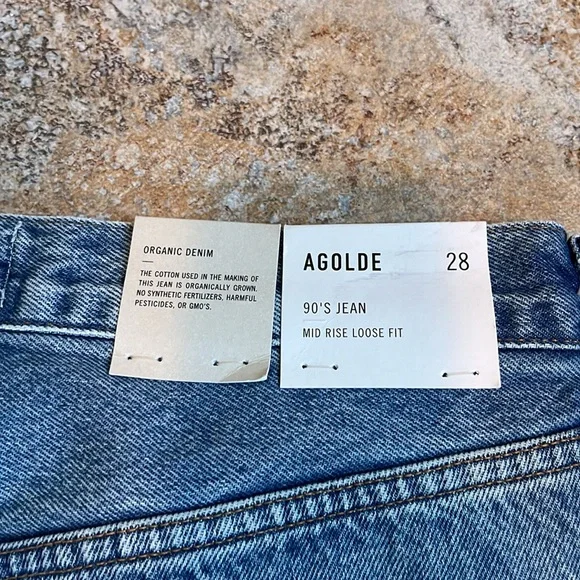 ORGANIC DENIM
THE COTTON USED IN THE MAKING OF
THIS JEAN IS ORGANICALLY GROWN.
NO SYNTHETIC FERTILIZERS, HARMFUL
PESTICIDES, OR GMO'S.
AGOLDE 28
90'S JEAN
MID RISE LOOSE FIT